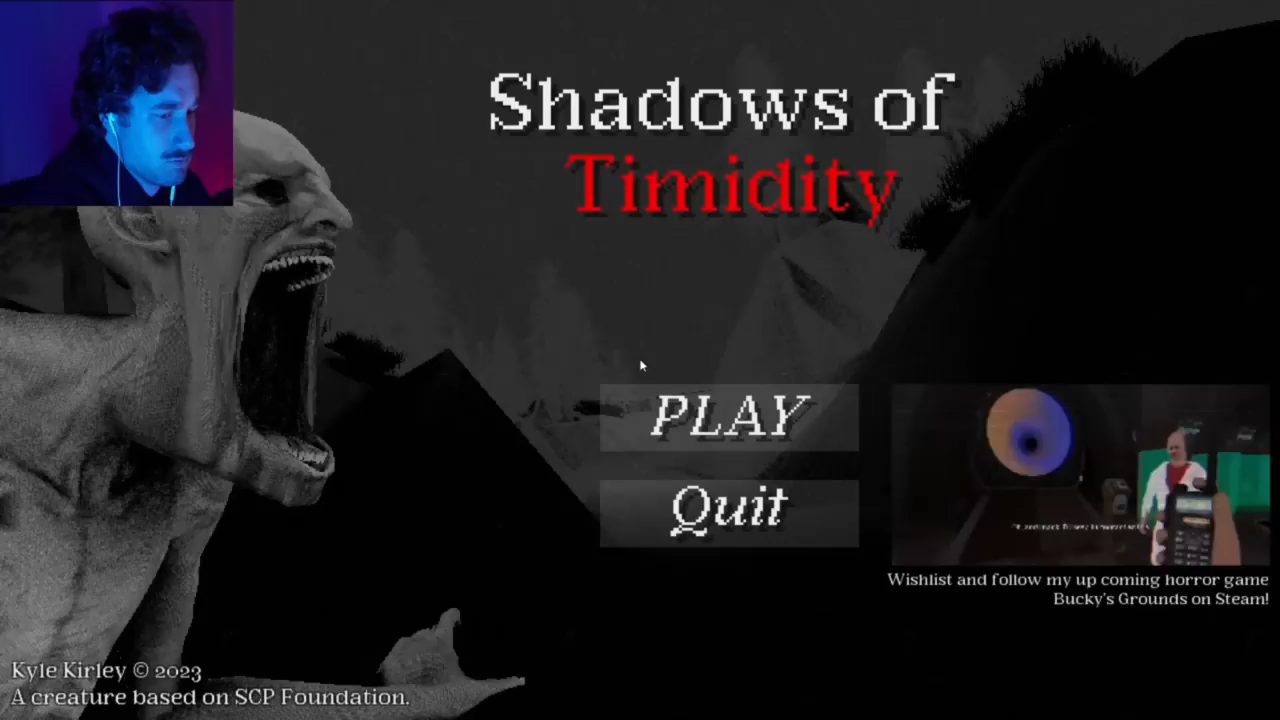 Shadows of
Timidity
PLAY
Quit
Wishlist and follow my up coming horror game
Bucky's Grounds on Steam!
Kyle Kirley © 2023
A creature based on SCP Foundation.